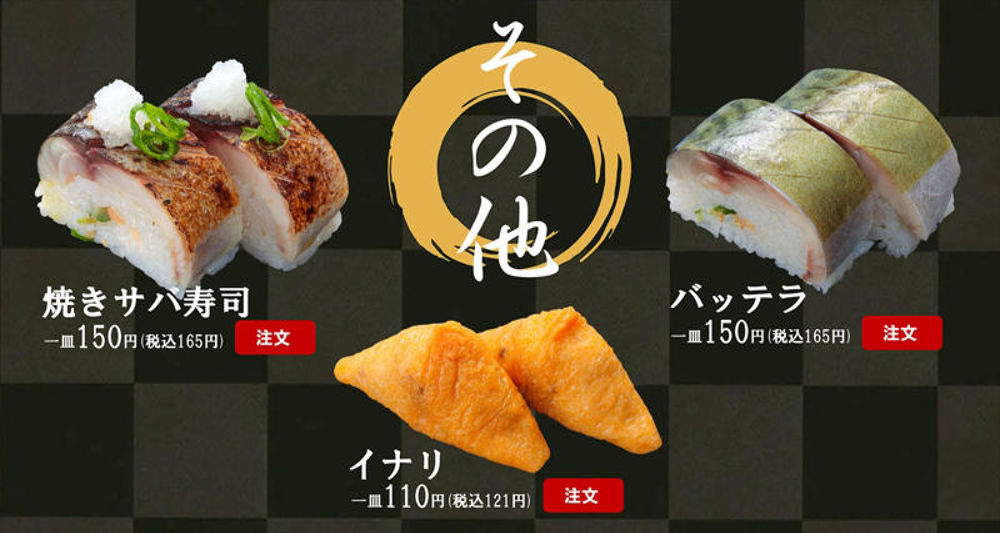 その他
焼きサバ寿司
一皿150円(税込165円) 注文
バッテラ
一皿150円(税込165円) 注文
イナリ
一皿110円(税込121円) 注文